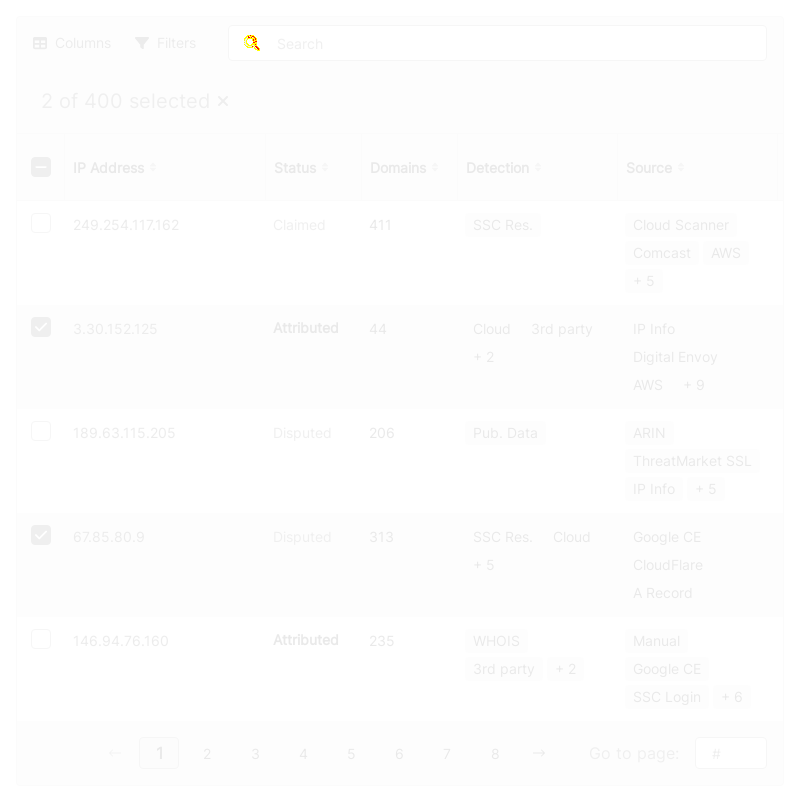 Columns Filters Search
2 of 400 selected ×
IP Address Status Domains Detection Source
249.254.117.162 Claimed 411 SSC Res. Cloud Scanner
Comcast AWS
+ 5
3.30.152.125 Attributed 44 Cloud 3rd party IP Info
+ 2 Digital Envoy
AWS + 9
189.63.115.205 Disputed 206 Pub. Data ARIN
ThreatMarket SSL
IP Info + 5
67.85.80.9 Disputed 313 SSC Res. Cloud Google CE
+ 5 CloudFlare
A Record
146.94.76.160 Attributed 235 WHOIS Manual
3rd party + 2 Google CE
SSC Login + 6
← 1 2 3 4 5 6 7 8 → Go to page: #